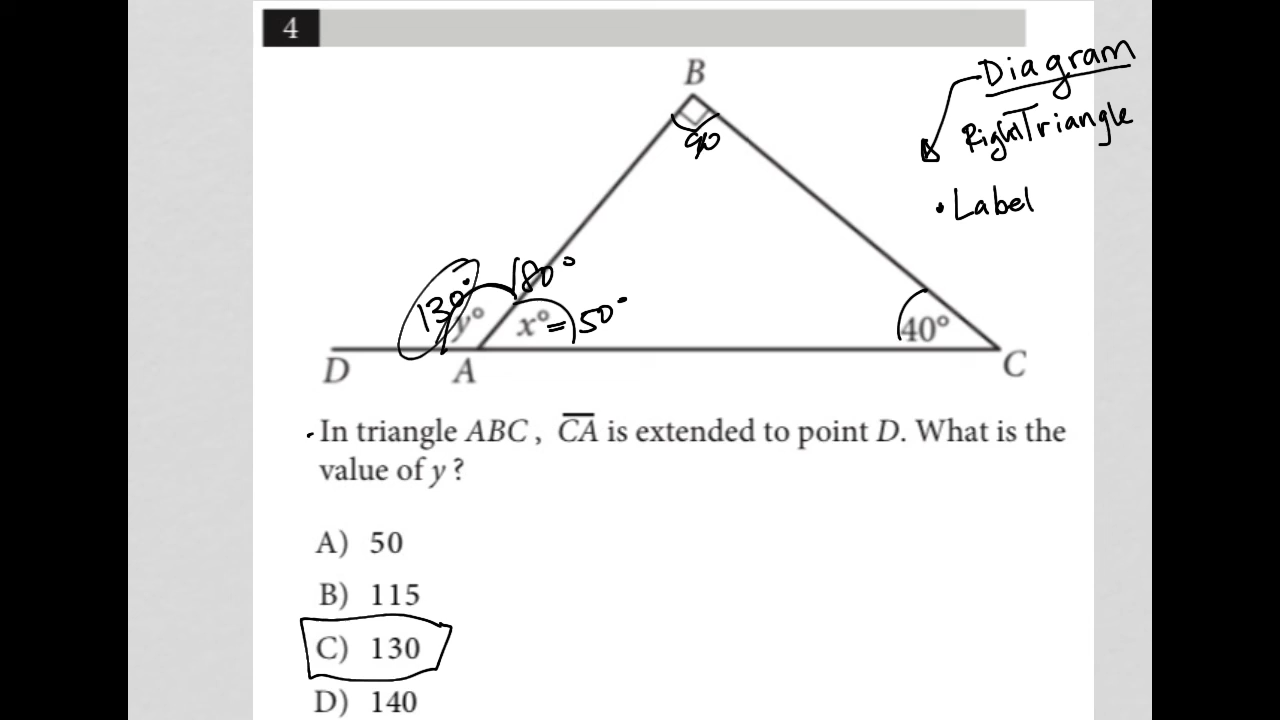 4
B
Diagram
Right Triangle
90
• Label
180°
130°
y°
x° = 50°
40°
D
A
C
In triangle ABC, CA is extended to point D. What is the
value of y?
A) 50
B) 115
C) 130
D) 140